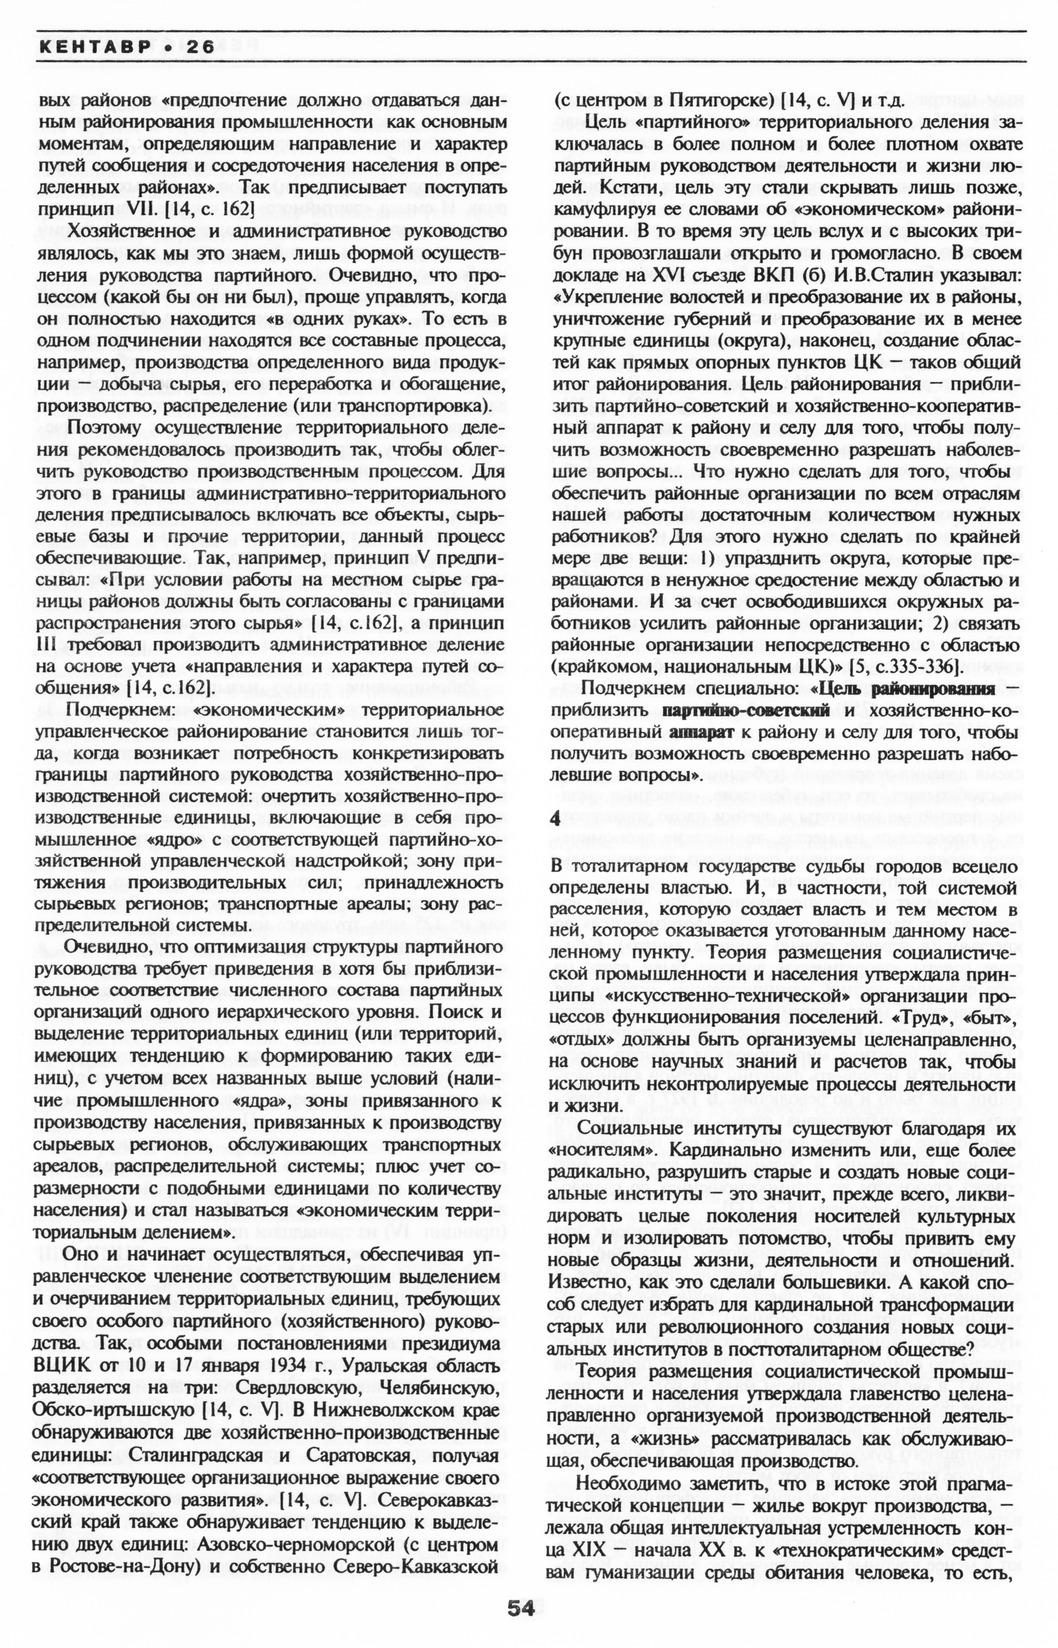 КЕНТАВР • 26
вых районов «предпочтение должно отдаваться дан-
ным районирования промышленности как основным
моментам, определяющим направление и характер
путей сообщения и сосредоточения населения в опре-
деленных районах». Так предписывает поступать
принцип VII. [14, с. 162]
Хозяйственное и административное руководство
являлось, как мы это знаем, лишь формой осуществ-
ления руководства партийного. Очевидно, что про-
цессом (какой бы он ни был), проще управлять, когда
он полностью находится «в одних руках». То есть в
одном подчинении находятся все составные процесса,
например, производства определенного вида продук-
ции — добыча сырья, его переработка и обогащение,
производство, распределение (или транспортировка).
Поэтому осуществление территориального деле-
ния рекомендовалось производить так, чтобы облег-
чить руководство производственным процессом. Для
этого в границы административно-территориального
деления предписывалось включать все объекты, сырь-
евые базы и прочие территории, данный процесс
обеспечивающие. Так, например, принцип V предпи-
сывал: «При условии работы на местном сырье гра-
ницы районов должны быть согласованы с границами
распространения этого сырья» [14, с.162], а принцип
III требовал производить административное деление
на основе учета «направления и характера путей со-
общения» [14, с.162].
Подчеркнем: «экономическим» территориальное
управленческое районирование становится лишь тог-
да, когда возникает потребность конкретизировать
границы партийного руководства хозяйственно-про-
изводственной системой: очертить хозяйственно-про-
изводственные единицы, включающие в себя про-
мышленное «ядро» с соответствующей партийно-хо-
зяйственной управленческой надстройкой; зону при-
тяжения производительных сил; принадлежность
сырьевых регионов; транспортные ареалы; зону рас-
пределительной системы.
Очевидно, что оптимизация структуры партийного
руководства требует приведения в хотя бы приблизи-
тельное соответствие численного состава партийных
организаций одного иерархического уровня. Поиск и
выделение территориальных единиц (или территорий,
имеющих тенденцию к формированию таких еди-
ниц), с учетом всех названных выше условий (нали-
чие промышленного «ядра», зоны привязанного к
производству населения, привязанных к производству
сырьевых регионов, обслуживающих транспортных
ареалов, распределительной системы; плюс учет со-
размерности с подобными единицами по количеству
населения) и стал называться «экономическим терри-
ториальным делением».
Оно и начинает осуществляться, обеспечивая уп-
равленческое членение соответствующим выделением
и очерчиванием территориальных единиц, требующих
своего особого партийного (хозяйственного) руково-
дства. Так, особыми постановлениями президиума
ВЦИК от 10 и 17 января 1934 г., Уральская область
разделяется на три: Свердловскую, Челябинскую,
Обско-иртышскую [14, с. V]. В Нижневолжском крае
обнаруживаются две хозяйственно-производственные
единицы: Сталинградская и Саратовская, получая
«соответствующее организационное выражение своего
экономического развития». [14, с. V]. Северокавказ-
ский край также обнаруживает тенденцию к выделе-
нию двух единиц: Азовско-черноморской (с центром
в Ростове-на-Дону) и собственно Северо-Кавказской
(с центром в Пятигорске) [14, с. V] и т.д.
Цель «партийного» территориального деления за-
ключалась в более полном и более плотном охвате
партийным руководством деятельности и жизни лю-
дей. Кстати, цель эту стали скрывать лишь позже,
камуфлируя ее словами об «экономическом» райони-
ровании. В то время эту цель вслух и с высоких три-
бун провозглашали открыто и громогласно. В своем
докладе на XVI съезде ВКП (б) И.В.Сталин указывал:
«Укрепление волостей и преобразование их в районы,
уничтожение губерний и преобразование их в менее
крупные единицы (округа), наконец, создание облас-
тей как прямых опорных пунктов ЦК — таков общий
итог районирования. Цель районирования — прибли-
зить партийно-советский и хозяйственно-кооператив-
ный аппарат к району и селу для того, чтобы полу-
чить возможность своевременно разрешать наболев-
шие вопросы... Что нужно сделать для того, чтобы
обеспечить районные организации по всем отраслям
нашей работы достаточным количеством нужных
работников? Для этого нужно сделать по крайней
мере две вещи: 1) упразднить округа, которые пре-
вращаются в ненужное средостение между областью и
районами. И за счет освободившихся окружных ра-
ботников усилить районные организации; 2) связать
районные организации непосредственно с областью
(крайкомом, национальным ЦК)» [5, с.335-336].
Подчеркнем специально: «Цель районирования —
приблизить партийно-советский и хозяйственно-ко-
оперативный аппарат к району и селу для того, чтобы
получить возможность своевременно разрешать набо-
левшие вопросы».
4
В тоталитарном государстве судьбы городов всецело
определены властью. И, в частности, той системой
расселения, которую создает власть и тем местом в
ней, которое оказывается уготованным данному насе-
ленному пункту. Теория размещения социалистиче-
ской промышленности и населения утверждала прин-
ципы «искусственно-технической» организации про-
цессов функционирования поселений. «Труд», «быт»,
«отдых» должны быть организуемы целенаправленно,
на основе научных знаний и расчетов так, чтобы
исключить неконтролируемые процессы деятельности
и жизни.
Социальные институты существуют благодаря их
«носителям». Кардинально изменить или, еще более
радикально, разрушить старые и создать новые соци-
альные институты — это значит, прежде всего, ликви-
дировать целые поколения носителей культурных
норм и изолировать потомство, чтобы привить ему
новые образцы жизни, деятельности и отношений.
Известно, как это сделали большевики. А какой спо-
соб следует избрать для кардинальной трансформации
старых или революционного создания новых соци-
альных институтов в посттоталитарном обществе?
Теория размещения социалистической промыш-
ленности и населения утверждала главенство целена-
правленно организуемой производственной деятель-
ности, а «жизнь» рассматривалась как обслуживаю-
щая, обеспечивающая производство.
Необходимо заметить, что в истоке этой прагма-
тической концепции — жилье вокруг производства, —
лежала общая интеллектуальная устремленность кон-
ца XIX — начала XX в. к «технократическим» средст-
вам гуманизации среды обитания человека, то есть,
54